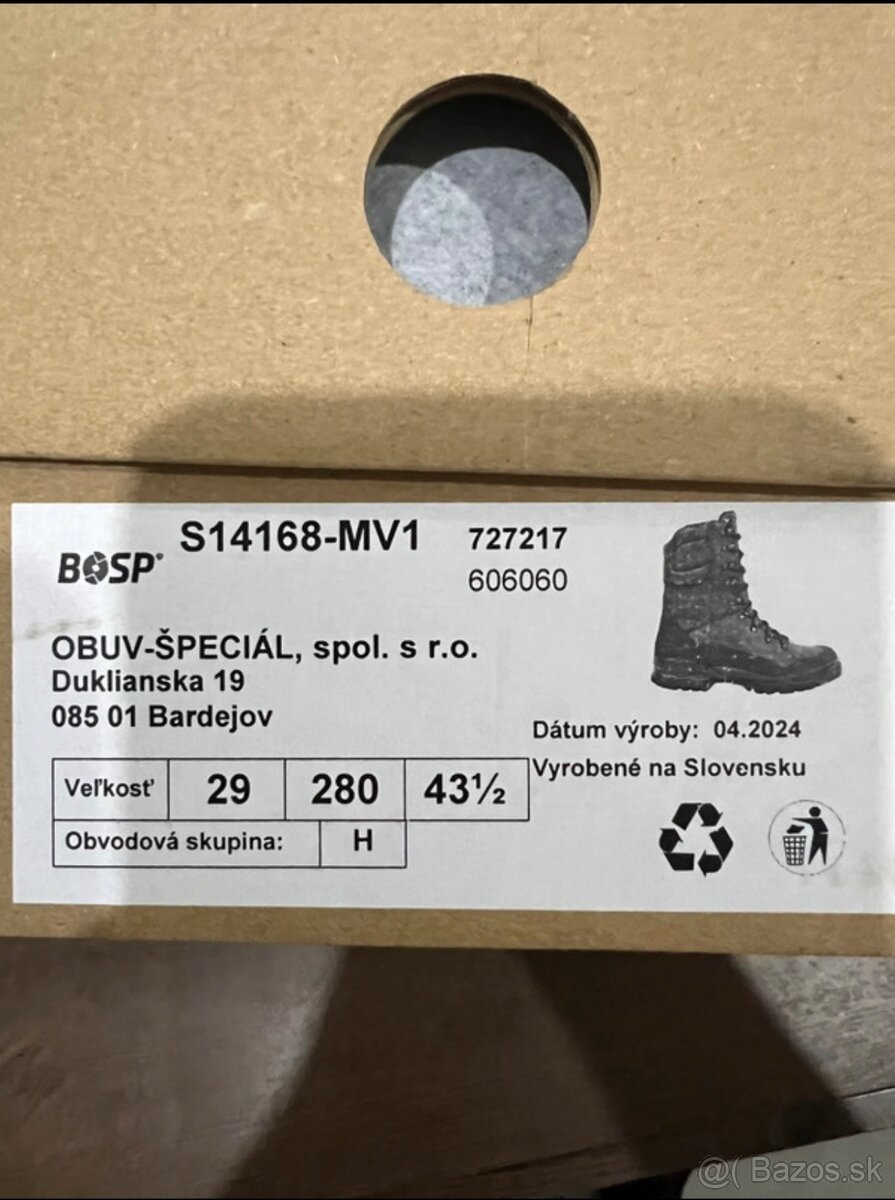 BOSP®
S14168-MV1 727217
606060
OBUV-ŠPECIÁL, spol. s r.o.
Duklianska 19
085 01 Bardejov
Dátum výroby: 04.2024
Vyrobené na Slovensku
Veľkosť 29 280 43½
Obvodová skupina: H
@( Bazos.sk